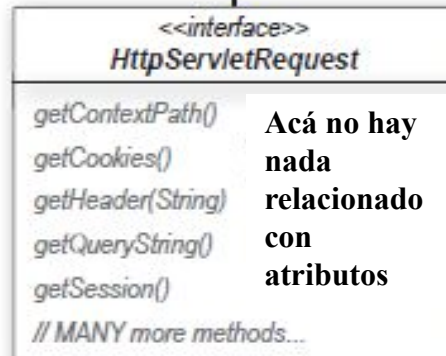 <<interface>>
HttpServletRequest
getContextPath()
getCookies()
getHeader(String)
getQueryString()
getSession()
// MANY more methods...
Acá no hay
nada
relacionado
con
atributos